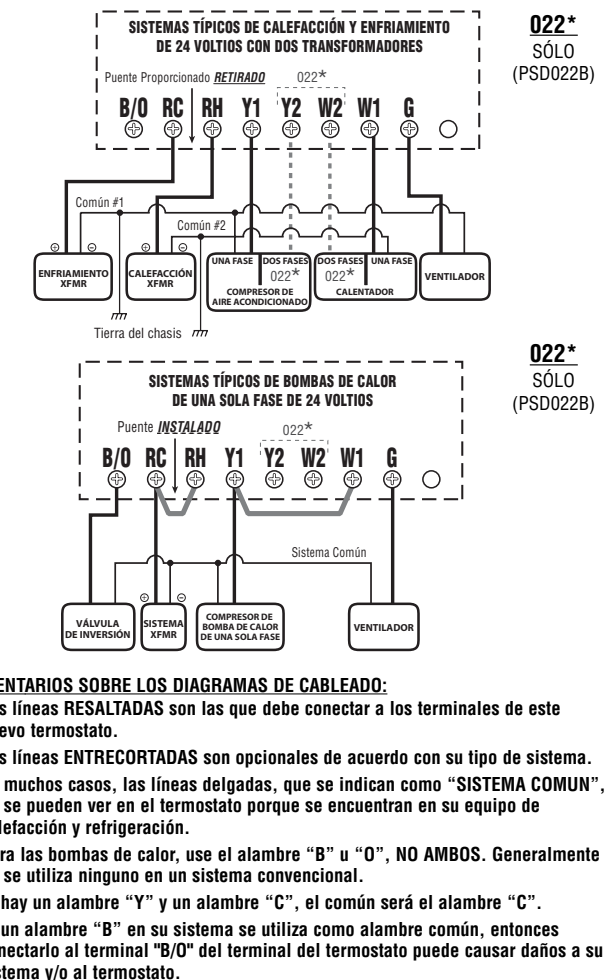 SISTEMAS TÍPICOS DE CALEFACCIÓN Y ENFRIAMIENTO
DE 24 VOLTIOS CON DOS TRANSFORMADORES
022*
SÓLO
(PSD022B)
Puente Proporcionado RETIRADO
022*
B/O RC RH Y1 Y2 W2 W1 G
Común #1
Común #2
ENFRIAMIENTO
XFMR
CALEFACCIÓN
XFMR
UNA FASE
DOS FASES
022*
COMPRESOR DE
AIRE ACONDICIONADO
DOS FASES
UNA FASE
022*
CALENTADOR
VENTILADOR
Tierra del chasis
022*
SÓLO
(PSD022B)
SISTEMAS TÍPICOS DE BOMBAS DE CALOR
DE UNA SOLA FASE DE 24 VOLTIOS
Puente INSTALADO
022*
B/O RC RH Y1 Y2 W2 W1 G
Sistema Común
VÁLVULA
DE INVERSIÓN
SISTEMA
XFMR
COMPRESOR DE
BOMBA DE CALOR
DE UNA SOLA FASE
VENTILADOR
ENTARIOS SOBRE LOS DIAGRAMAS DE CABLEADO:
s líneas RESALTADAS son las que debe conectar a los terminales de este
evo termostato.
s líneas ENTRECORTADAS son opcionales de acuerdo con su tipo de sistema.
muchos casos, las líneas delgadas, que se indican como “SISTEMA COMUN”,
se pueden ver en el termostato porque se encuentran en su equipo de
lefacción y refrigeración.
ra las bombas de calor, use el alambre “B” u “O”, NO AMBOS. Generalmente
se utiliza ninguno en un sistema convencional.
hay un alambre “Y” y un alambre “C”, el común será el alambre “C”.
un alambre “B” en su sistema se utiliza como alambre común, entonces
nectarlo al terminal "B/O" del terminal del termostato puede causar daños a su
stema y/o al termostato.